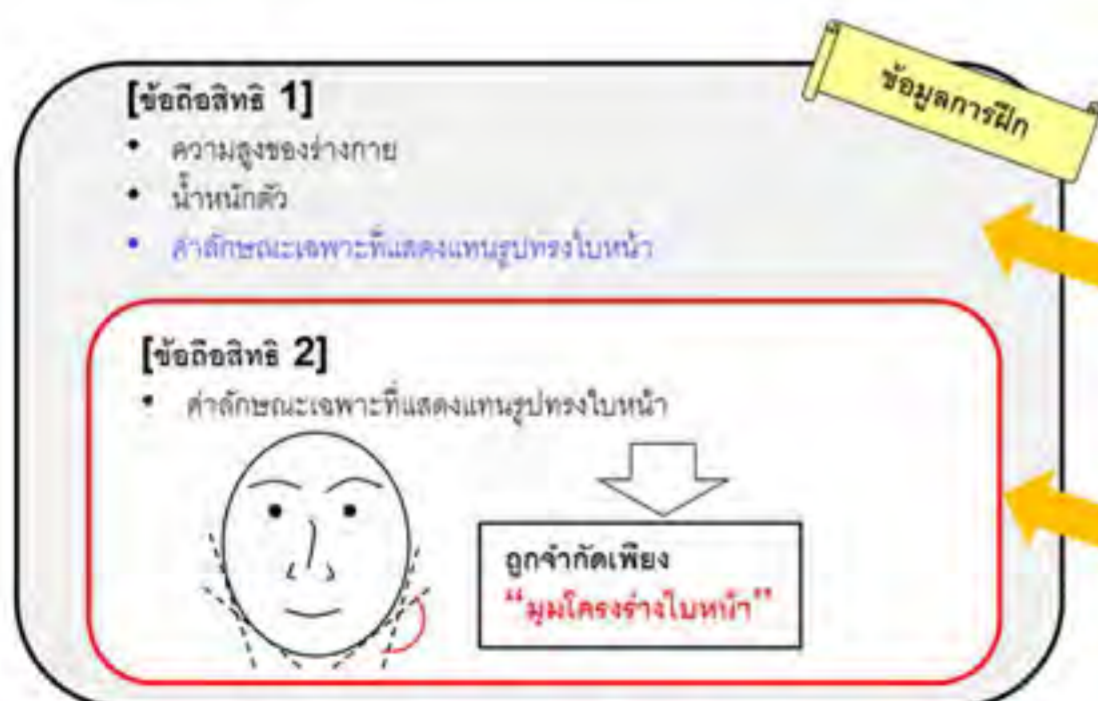 ข้อมูลการฝึก
[ข้อถือสิทธิ 1]
• ความสูงของร่างกาย
• น้ำหนักตัว
• ค่าลักษณะเฉพาะที่แสดงแทนรูปทรงใบหน้า
[ข้อถือสิทธิ 2]
• ค่าลักษณะเฉพาะที่แสดงแทนรูปทรงใบหน้า
ถูกจำกัดเพียง
“มุมโครงร่างใบหน้า”